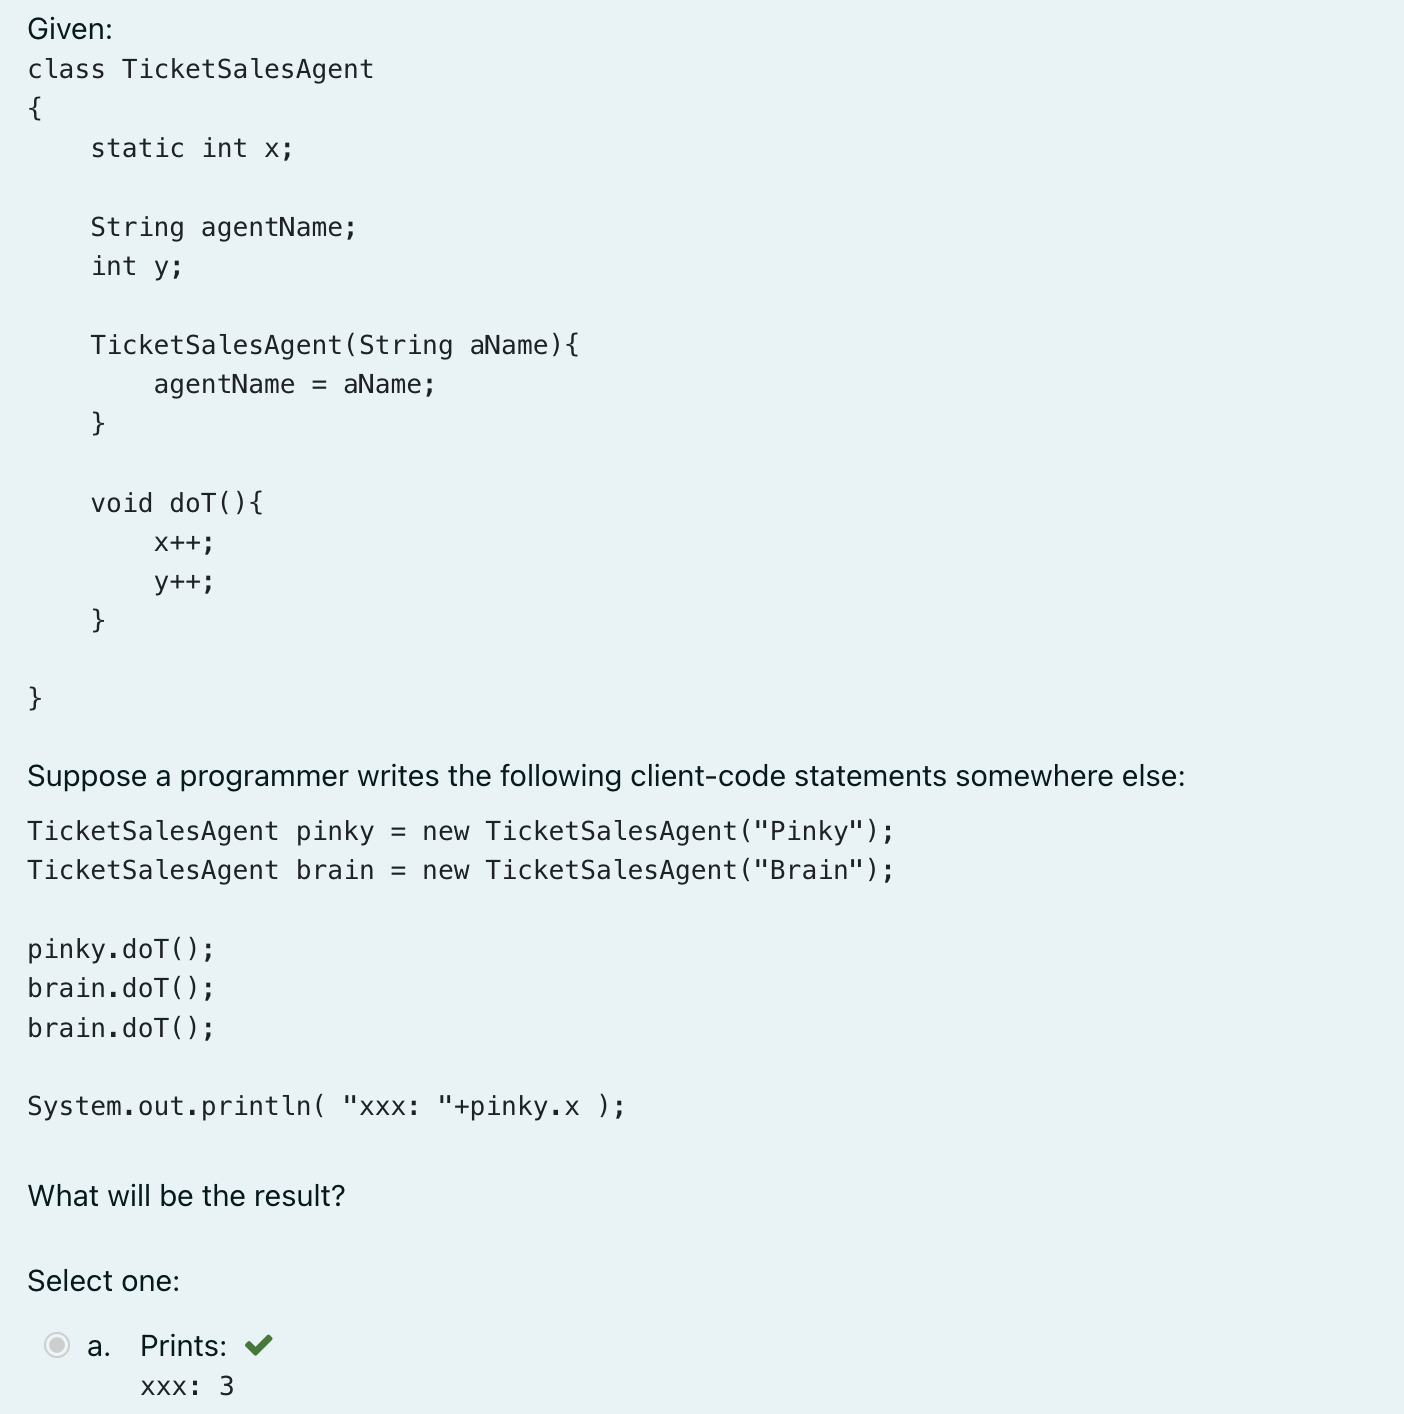 Given:
class TicketSalesAgent
{
    static int x;

    String agentName;
    int y;

    TicketSalesAgent(String aName){
        agentName = aName;
    }

    void doT(){
        x++;
        y++;
    }

}

Suppose a programmer writes the following client-code statements somewhere else:
TicketSalesAgent pinky = new TicketSalesAgent("Pinky");
TicketSalesAgent brain = new TicketSalesAgent("Brain");

pinky.doT();
brain.doT();
brain.doT();

System.out.println( "xxx: "+pinky.x );

What will be the result?

Select one:
a. Prints:
xxx: 3